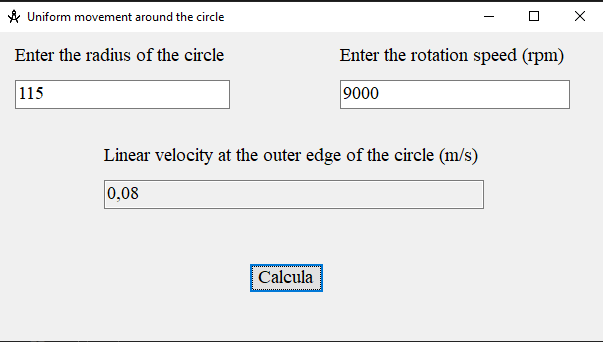 Uniform movement around the circle
Enter the radius of the circle
Enter the rotation speed (rpm)
115
9000
Linear velocity at the outer edge of the circle (m/s)
0,08
Calcula